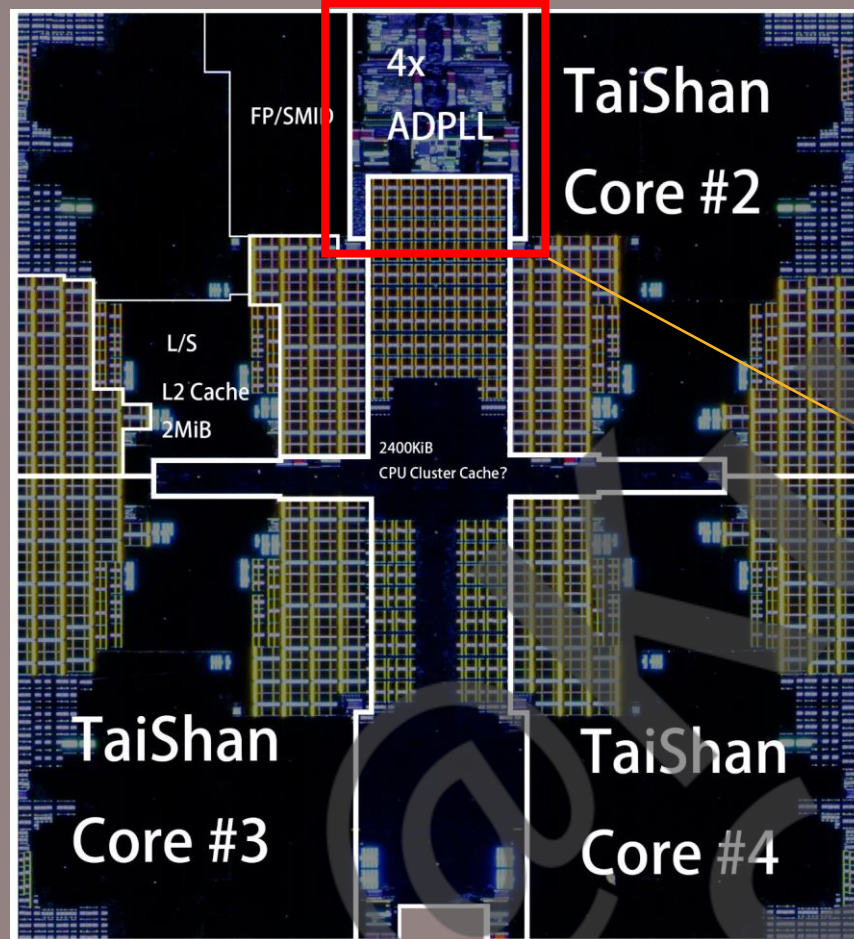 4x
ADPLL
FP/SMID
TaiShan
Core #2
L/S
L2 Cache
2MiB
2400KiB
CPU Cluster Cache?
TaiShan
Core #3
TaiShan
Core #4